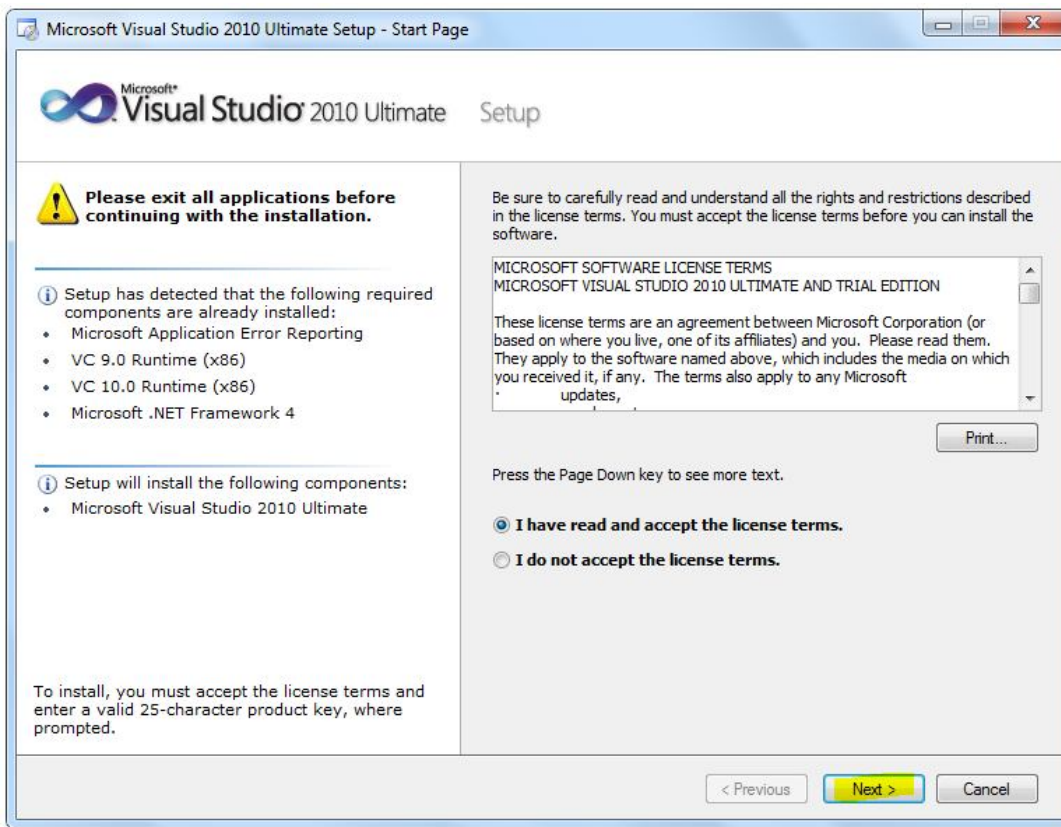 Microsoft Visual Studio 2010 Ultimate Setup - Start Page
Microsoft®
Visual Studio® 2010 Ultimate Setup
Please exit all applications before
continuing with the installation.
Setup has detected that the following required
components are already installed:
• Microsoft Application Error Reporting
• VC 9.0 Runtime (x86)
• VC 10.0 Runtime (x86)
• Microsoft .NET Framework 4
Setup will install the following components:
• Microsoft Visual Studio 2010 Ultimate
To install, you must accept the license terms and
enter a valid 25-character product key, where
prompted.
Be sure to carefully read and understand all the rights and restrictions described
in the license terms. You must accept the license terms before you can install the
software.
MICROSOFT SOFTWARE LICENSE TERMS
MICROSOFT VISUAL STUDIO 2010 ULTIMATE AND TRIAL EDITION
These license terms are an agreement between Microsoft Corporation (or
based on where you live, one of its affiliates) and you. Please read them.
They apply to the software named above, which includes the media on which
you received it, if any. The terms also apply to any Microsoft
· updates,
Print...
Press the Page Down key to see more text.
I have read and accept the license terms.
I do not accept the license terms.
< Previous
Next >
Cancel